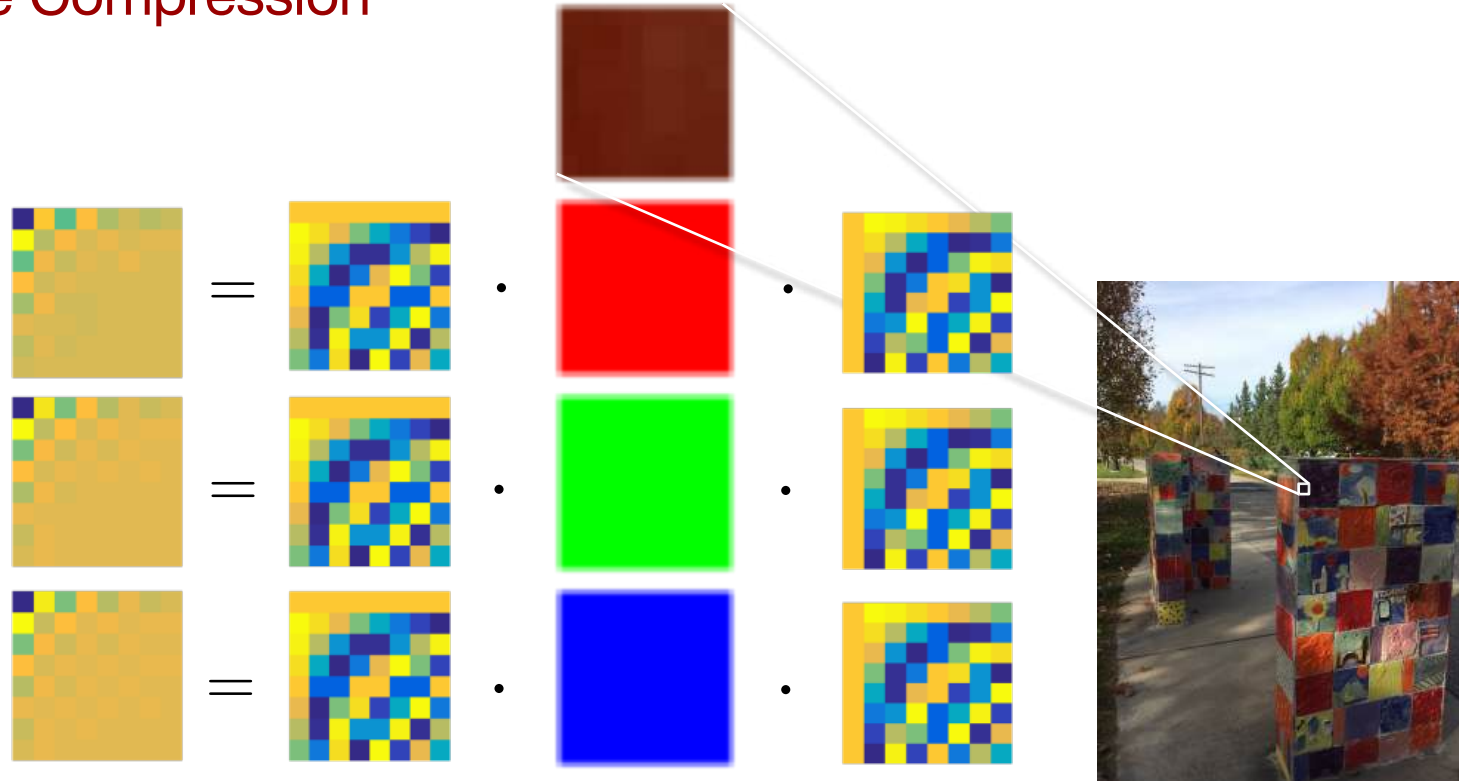 e Compression
= · ·
= · ·
= · ·